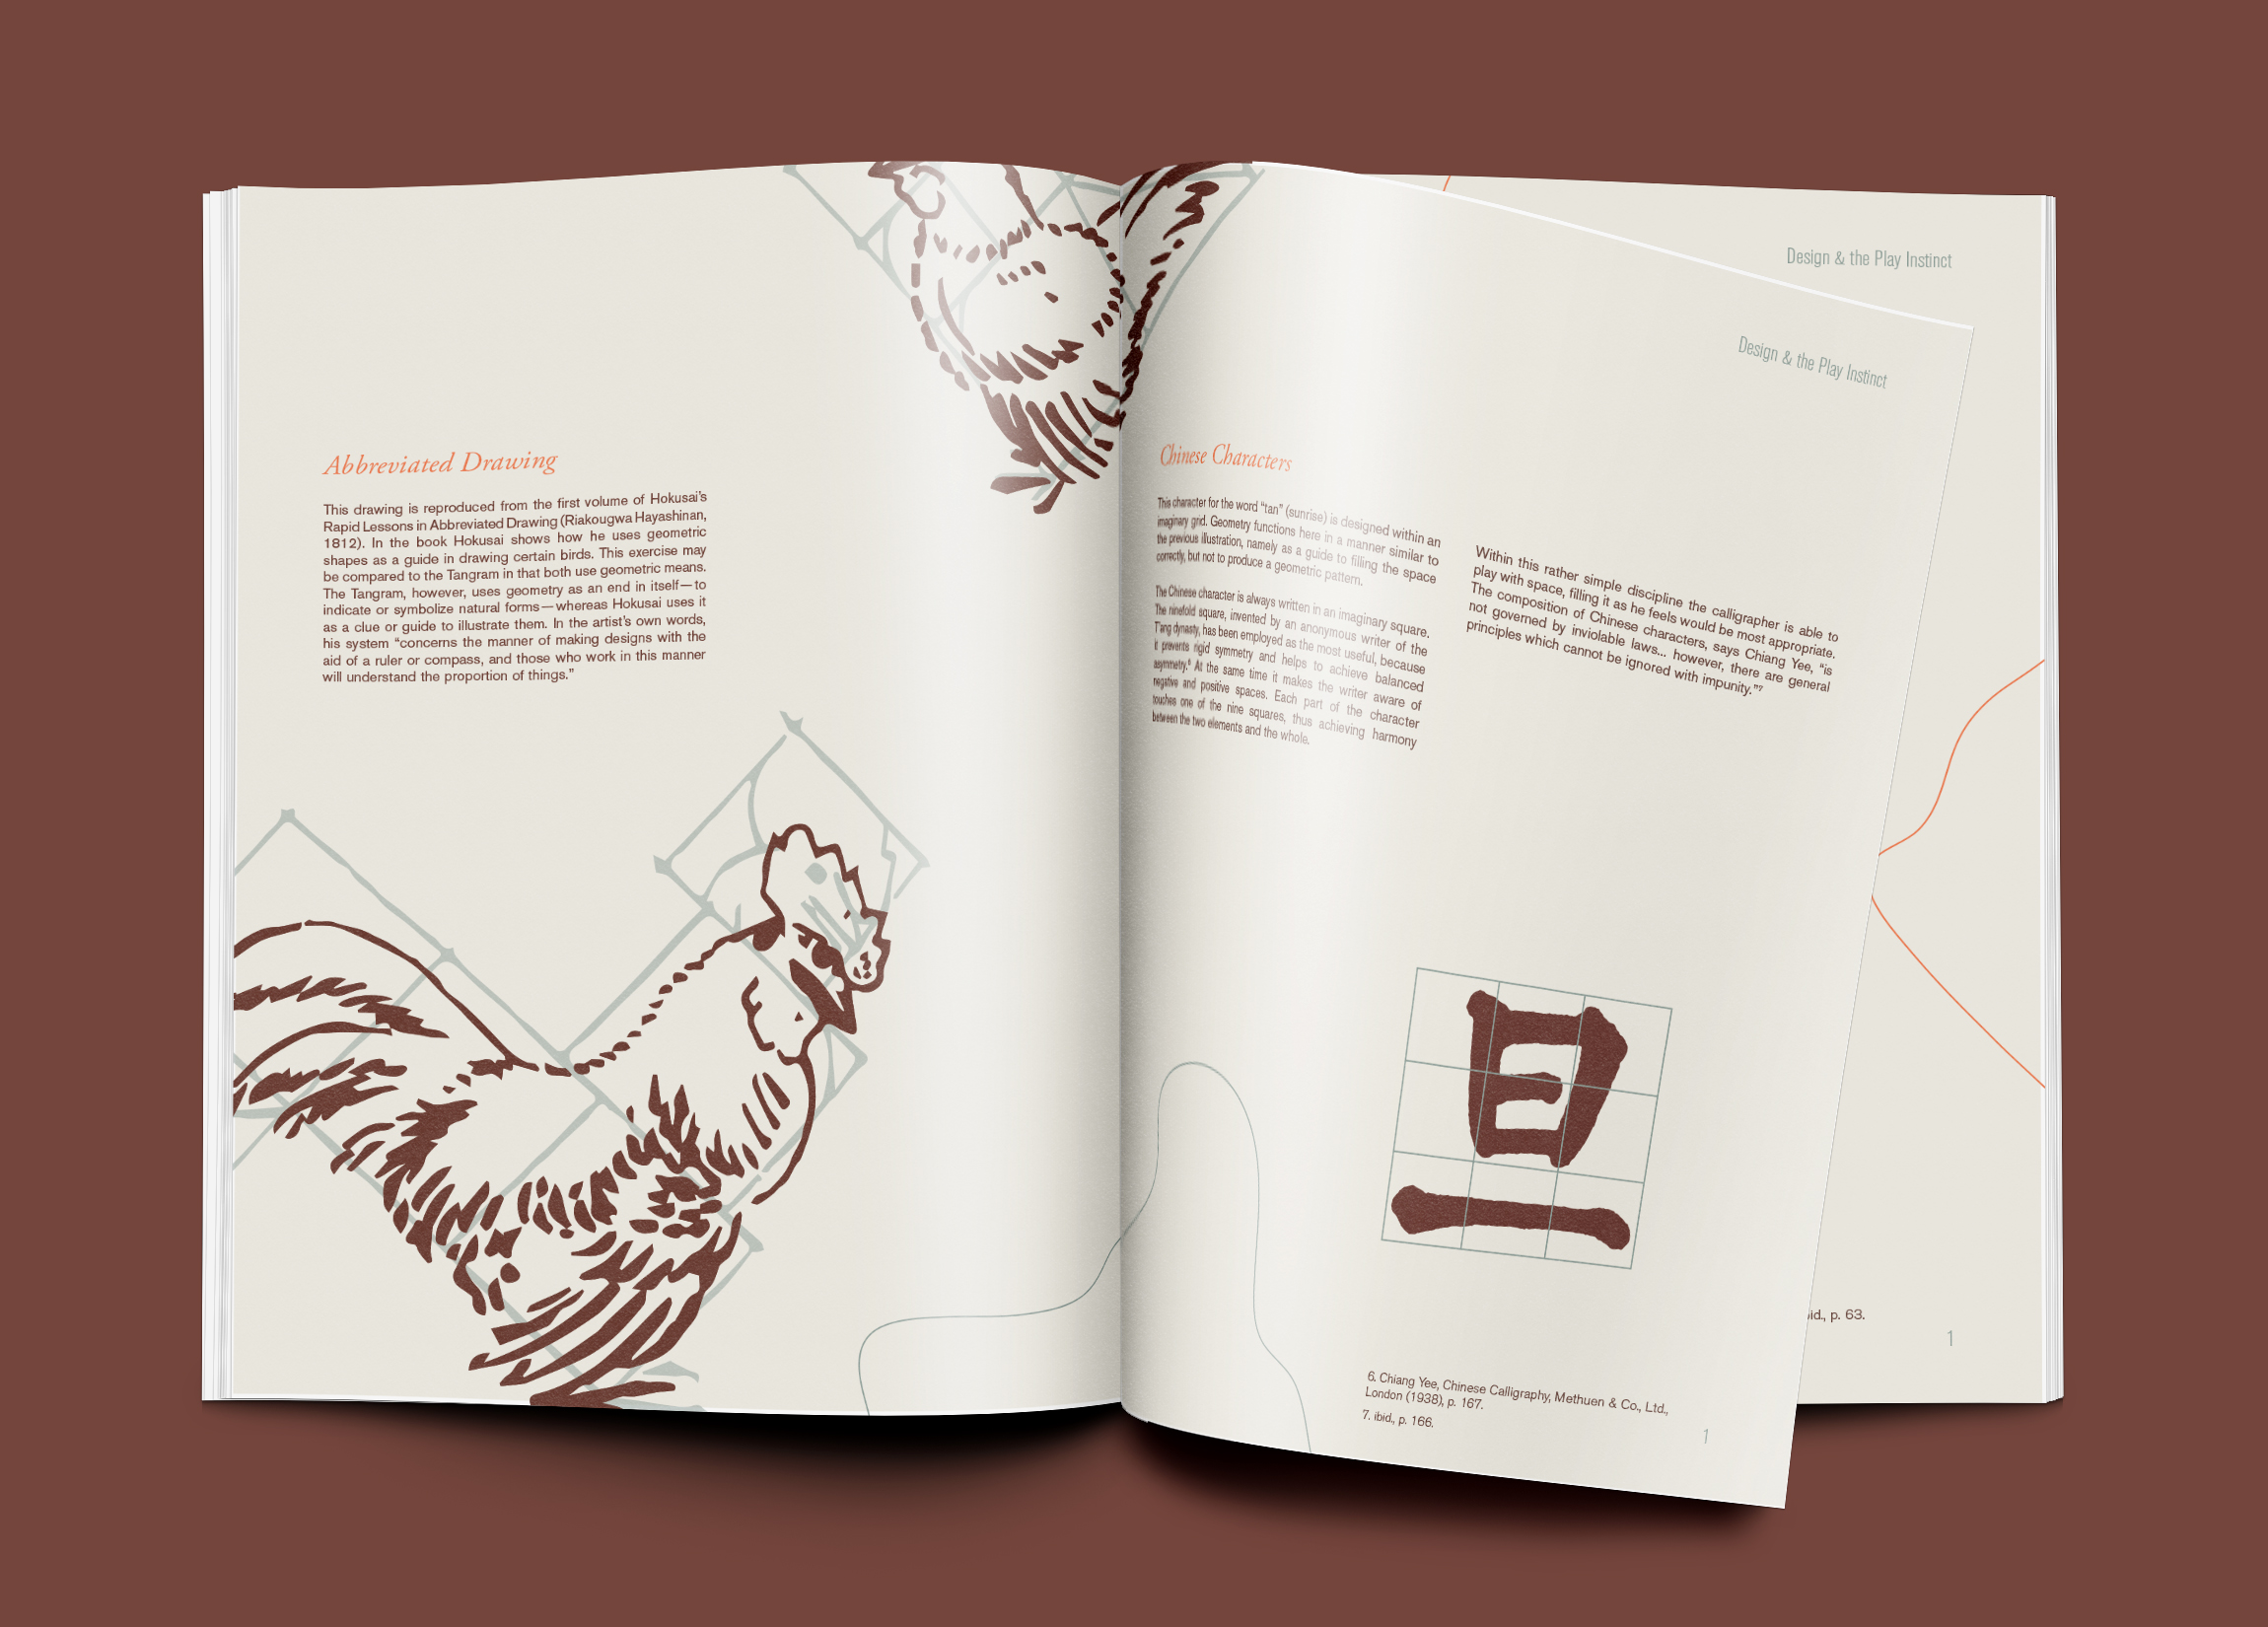 Abbreviated Drawing
This drawing is reproduced from the first volume of Hokusai’s
Rapid Lessons in Abbreviated Drawing (Riakougwa Hayashinan,
1812). In the book Hokusai shows how he uses geometric
shapes as a guide in drawing certain birds. This exercise may
be compared to the Tangram in that both use geometric means.
The Tangram, however, uses geometry as an end in itself—to
indicate or symbolize natural forms—whereas Hokusai uses it
as a clue or guide to illustrate them. In the artist’s own words,
his system “concerns the manner of making designs with the
aid of a ruler or compass, and those who work in this manner
will understand the proportion of things.”
Design & the Play Instinct
Design & the Play Instinct
Chinese Characters
This character for the word “tan” (sunrise) is designed within an
imaginary grid. Geometry functions here in a manner similar to
the previous illustration, namely as a guide to filling the space
correctly, but not to produce a geometric pattern.
The Chinese character is always written in an imaginary square.
The ninefold square, invented by an anonymous writer of the
T’ang dynasty, has been employed as the most useful, because
it prevents rigid symmetry and helps to achieve balanced
asymmetry.⁶ At the same time it makes the writer aware of
negative and positive spaces. Each part of the character
touches one of the nine squares, thus achieving harmony
between the two elements and the whole.
Within this rather simple discipline the calligrapher is able to
play with space, filling it as he feels would be most appropriate.
The composition of Chinese characters, says Chiang Yee, “is
not governed by inviolable laws... however, there are general
principles which cannot be ignored with impunity.”⁷
旦
6. Chiang Yee, Chinese Calligraphy, Methuen & Co., Ltd.,
London (1938), p. 167.
7. ibid., p. 166.
1
id., p. 63.
1